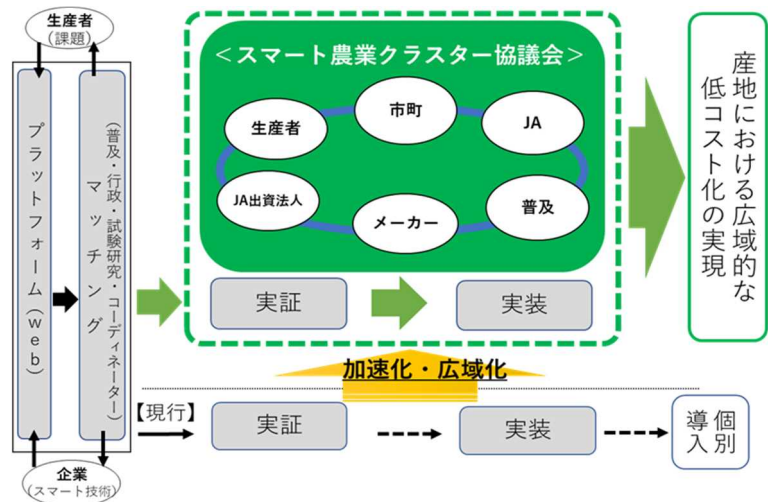 生産者
(課題)
プラットフォーム(web)
マッチング
(普及・行政・試験研究・コーディネーター)
企業
(スマート技術)
＜スマート農業クラスター協議会＞
市町
生産者
JA
JA出資法人
メーカー
普及
実証
実装
産地における広域的な
低コスト化の実現
加速化・広域化
【現行】
実証
実装
個別
導入